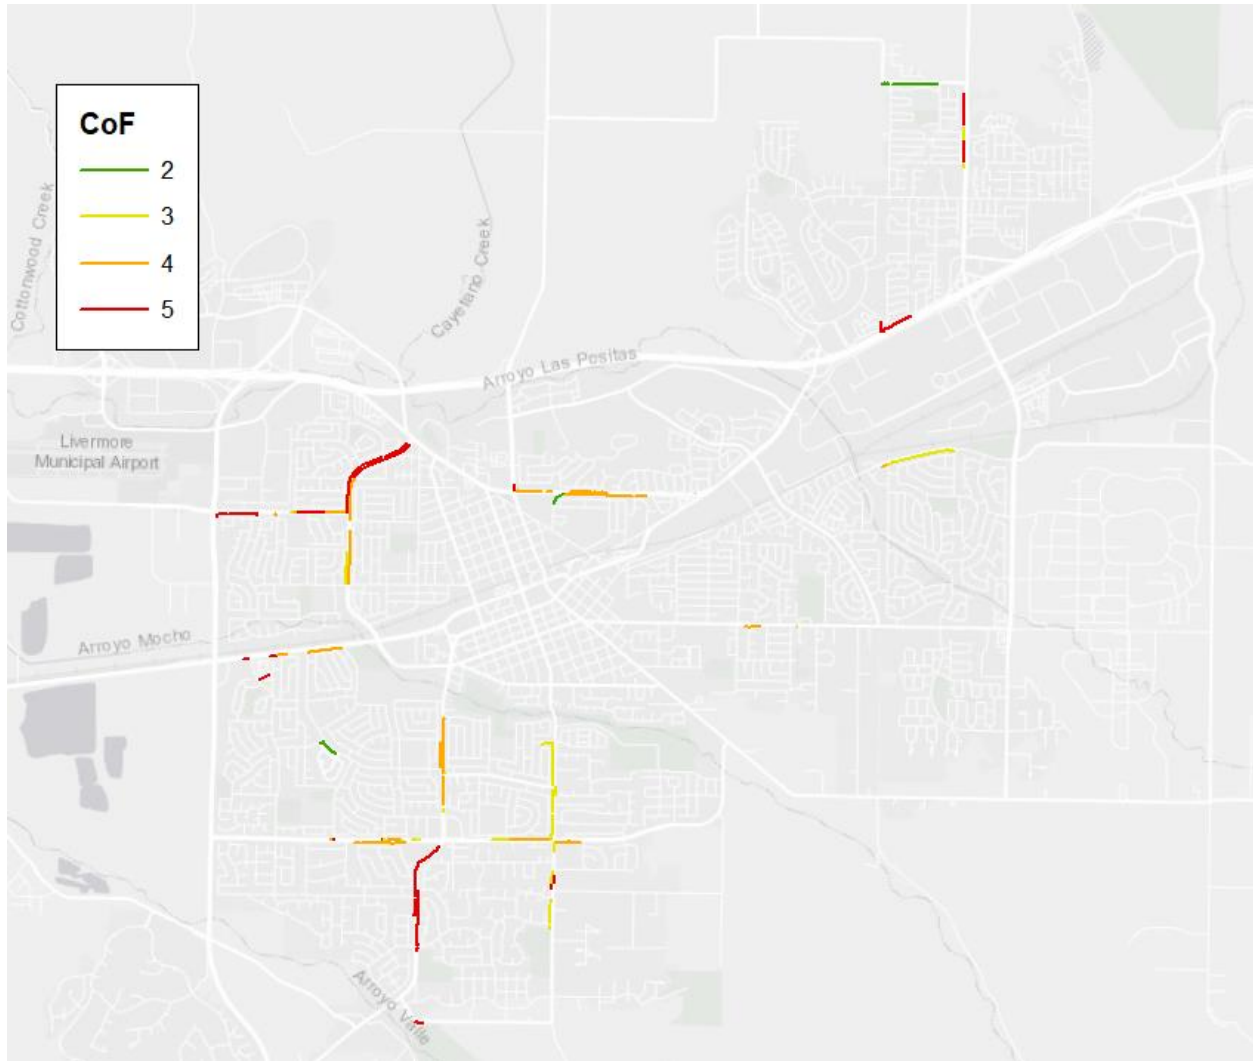 CoF
2
3
4
5
Cottonwood Creek
Cayetano Creek
Arroyo Las Positas
Livermore
Municipal Airport
Arroyo Mocho
Arroyo Valle